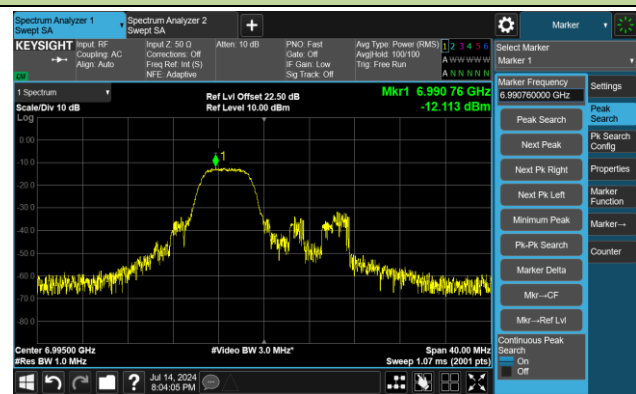 Spectrum Analyzer 1
Swept SA
Spectrum Analyzer 2
Swept SA
+
Marker
KEYSIGHT
Input: RF
Coupling: AC
Align: Auto
Input Z: 50 Ω
Corrections: Off
Freq Ref: Int (S)
NFE: Adaptive
Atten: 10 dB
PNO: Fast
Gate: Off
IF Gain: Low
Sig Track: Off
Avg Type: Power (RMS)
Avg|Hold: 100/100
Trig: Free Run
1 2 3 4 5 6
A W W W W W
A N N N N N
LXI
Select Marker
Marker 1
1 Spectrum
Scale/Div 10 dB
Log
Ref Lvl Offset 22.50 dB
Ref Level 10.00 dBm
Mkr1 6.990 76 GHz
-12.113 dBm
1
0.00
-10.0
-20.0
-30.0
-40.0
-50.0
-60.0
-70.0
-80.0
Center 6.99500 GHz
#Res BW 1.0 MHz
#Video BW 3.0 MHz*
Span 40.00 MHz
Sweep 1.07 ms (2001 pts)
Marker Frequency
6.990760000 GHz
Peak Search
Next Peak
Next Pk Right
Next Pk Left
Minimum Peak
Pk-Pk Search
Marker Delta
Mkr→CF
Mkr→Ref Lvl
Continuous Peak
Search
On
Off
Settings
Peak
Search
Pk Search
Config
Properties
Marker
Function
Marker→
Counter
?
Jul 14, 2024
8:04:05 PM